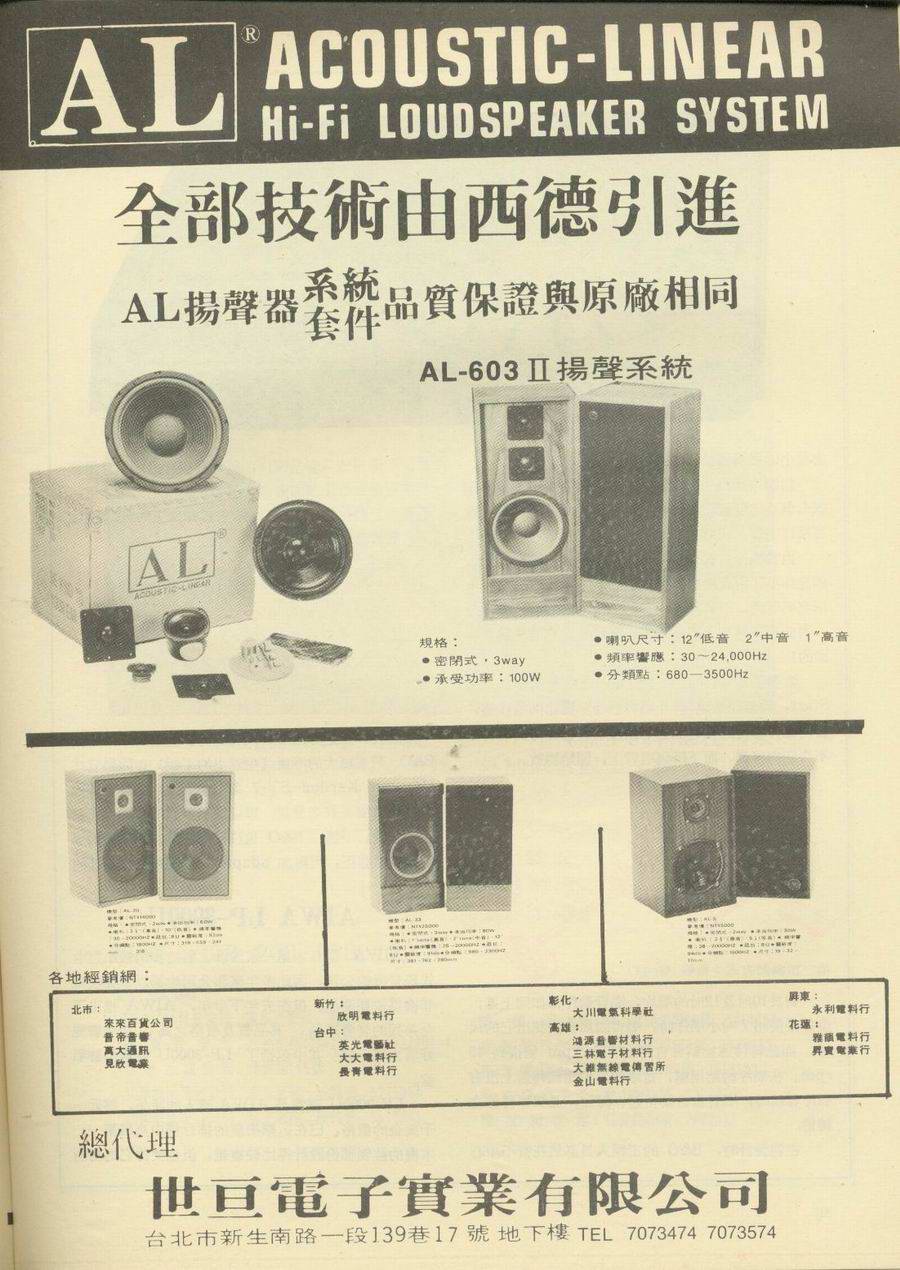 AL®
ACOUSTIC-LINEAR
Hi-Fi LOUDSPEAKER SYSTEM
全部技術由西德引進
AL揚聲器系統套件品質保證與原廠相同
AL-603Ⅱ揚聲系統
AL®
ACOUSTIC-LINEAR
規格：
●密閉式・3way
●承受功率：100W
●喇叭尺寸：12"低音 2"中音 1"高音
●頻率響應：30～24,000Hz
●分類點：680—3500Hz
各地經銷網：
北市：
來來百貨公司
音帝音響
萬大通訊
見欣電業
新竹：
欣明電料行
台中：
英光電器社
大大電料行
長青電料行
彰化：
大川電氣科學社
高雄：
鴻源音響材料行
三林電子材料行
大維無線電傳習所
金山電料行
屏東：
永利電料行
花蓮：
雅韻電料行
昇寶電業行
總代理
世亘電子實業有限公司
台北市新生南路一段139巷17號地下樓 TEL 7073474 7073574